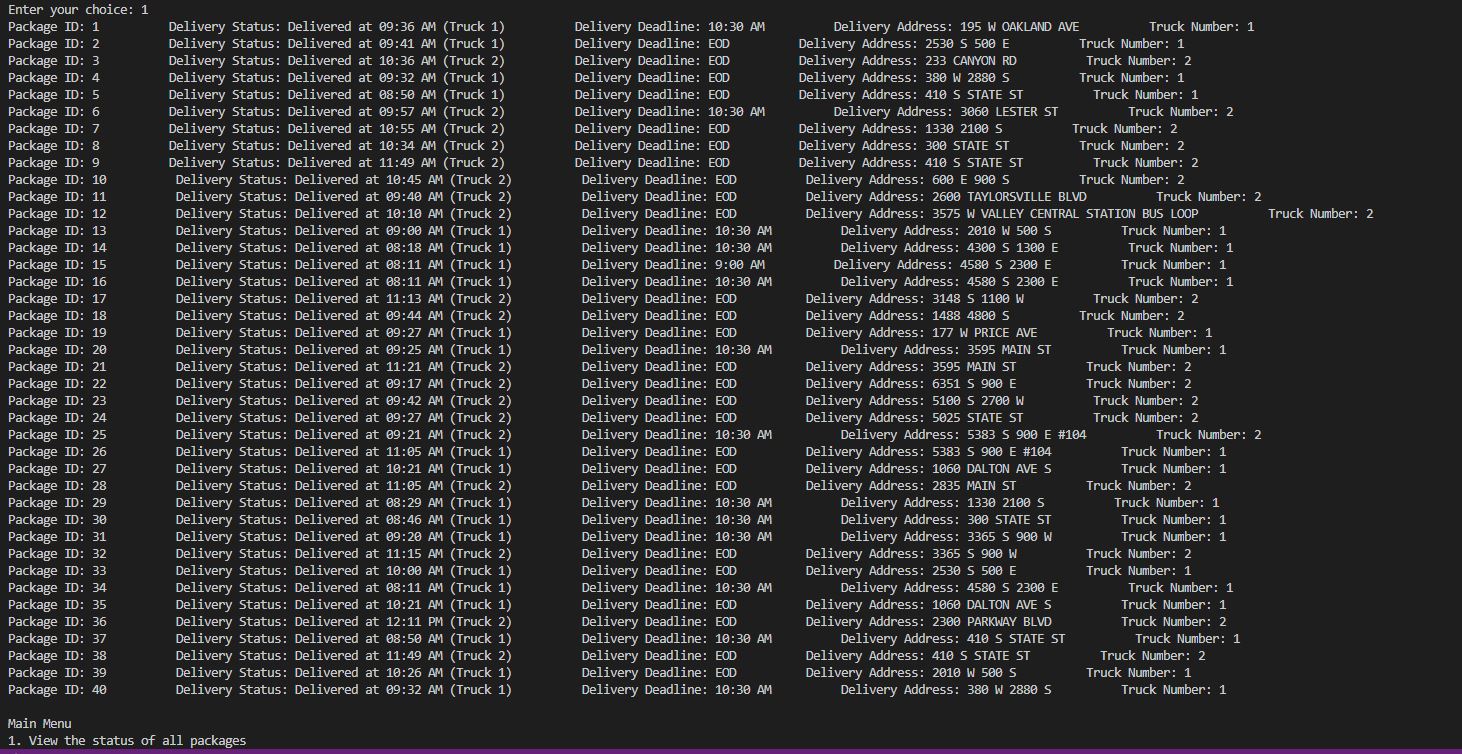 Enter your choice: 1
Package ID: 1 Delivery Status: Delivered at 09:36 AM (Truck 1) Delivery Deadline: 10:30 AM Delivery Address: 195 W OAKLAND AVE Truck Number: 1
Package ID: 2 Delivery Status: Delivered at 09:41 AM (Truck 1) Delivery Deadline: EOD Delivery Address: 2530 S 500 E Truck Number: 1
Package ID: 3 Delivery Status: Delivered at 10:36 AM (Truck 2) Delivery Deadline: EOD Delivery Address: 233 CANYON RD Truck Number: 2
Package ID: 4 Delivery Status: Delivered at 09:32 AM (Truck 1) Delivery Deadline: EOD Delivery Address: 380 W 2880 S Truck Number: 1
Package ID: 5 Delivery Status: Delivered at 08:50 AM (Truck 1) Delivery Deadline: EOD Delivery Address: 410 S STATE ST Truck Number: 1
Package ID: 6 Delivery Status: Delivered at 09:57 AM (Truck 2) Delivery Deadline: 10:30 AM Delivery Address: 3060 LESTER ST Truck Number: 2
Package ID: 7 Delivery Status: Delivered at 10:55 AM (Truck 2) Delivery Deadline: EOD Delivery Address: 1330 2100 S Truck Number: 2
Package ID: 8 Delivery Status: Delivered at 10:34 AM (Truck 2) Delivery Deadline: EOD Delivery Address: 300 STATE ST Truck Number: 2
Package ID: 9 Delivery Status: Delivered at 11:49 AM (Truck 2) Delivery Deadline: EOD Delivery Address: 410 S STATE ST Truck Number: 2
Package ID: 10 Delivery Status: Delivered at 10:45 AM (Truck 2) Delivery Deadline: EOD Delivery Address: 600 E 900 S Truck Number: 2
Package ID: 11 Delivery Status: Delivered at 09:40 AM (Truck 2) Delivery Deadline: EOD Delivery Address: 2600 TAYLORSVILLE BLVD Truck Number: 2
Package ID: 12 Delivery Status: Delivered at 10:10 AM (Truck 2) Delivery Deadline: EOD Delivery Address: 3575 W VALLEY CENTRAL STATION BUS LOOP Truck Number: 2
Package ID: 13 Delivery Status: Delivered at 09:00 AM (Truck 1) Delivery Deadline: 10:30 AM Delivery Address: 2010 W 500 S Truck Number: 1
Package ID: 14 Delivery Status: Delivered at 08:18 AM (Truck 1) Delivery Deadline: 10:30 AM Delivery Address: 4300 S 1300 E Truck Number: 1
Package ID: 15 Delivery Status: Delivered at 08:11 AM (Truck 1) Delivery Deadline: 9:00 AM Delivery Address: 4580 S 2300 E Truck Number: 1
Package ID: 16 Delivery Status: Delivered at 08:11 AM (Truck 1) Delivery Deadline: 10:30 AM Delivery Address: 4580 S 2300 E Truck Number: 1
Package ID: 17 Delivery Status: Delivered at 11:13 AM (Truck 2) Delivery Deadline: EOD Delivery Address: 3148 S 1100 W Truck Number: 2
Package ID: 18 Delivery Status: Delivered at 09:44 AM (Truck 2) Delivery Deadline: EOD Delivery Address: 1488 4800 S Truck Number: 2
Package ID: 19 Delivery Status: Delivered at 09:27 AM (Truck 1) Delivery Deadline: EOD Delivery Address: 177 W PRICE AVE Truck Number: 1
Package ID: 20 Delivery Status: Delivered at 09:25 AM (Truck 1) Delivery Deadline: 10:30 AM Delivery Address: 3595 MAIN ST Truck Number: 1
Package ID: 21 Delivery Status: Delivered at 11:21 AM (Truck 2) Delivery Deadline: EOD Delivery Address: 3595 MAIN ST Truck Number: 2
Package ID: 22 Delivery Status: Delivered at 09:17 AM (Truck 2) Delivery Deadline: EOD Delivery Address: 6351 S 900 E Truck Number: 2
Package ID: 23 Delivery Status: Delivered at 09:42 AM (Truck 2) Delivery Deadline: EOD Delivery Address: 5100 S 2700 W Truck Number: 2
Package ID: 24 Delivery Status: Delivered at 09:27 AM (Truck 2) Delivery Deadline: EOD Delivery Address: 5025 STATE ST Truck Number: 2
Package ID: 25 Delivery Status: Delivered at 09:21 AM (Truck 2) Delivery Deadline: 10:30 AM Delivery Address: 5383 S 900 E #104 Truck Number: 2
Package ID: 26 Delivery Status: Delivered at 11:05 AM (Truck 1) Delivery Deadline: EOD Delivery Address: 5383 S 900 E #104 Truck Number: 1
Package ID: 27 Delivery Status: Delivered at 10:21 AM (Truck 1) Delivery Deadline: EOD Delivery Address: 1060 DALTON AVE S Truck Number: 1
Package ID: 28 Delivery Status: Delivered at 11:05 AM (Truck 2) Delivery Deadline: EOD Delivery Address: 2835 MAIN ST Truck Number: 2
Package ID: 29 Delivery Status: Delivered at 08:29 AM (Truck 1) Delivery Deadline: 10:30 AM Delivery Address: 1330 2100 S Truck Number: 1
Package ID: 30 Delivery Status: Delivered at 08:46 AM (Truck 1) Delivery Deadline: 10:30 AM Delivery Address: 300 STATE ST Truck Number: 1
Package ID: 31 Delivery Status: Delivered at 09:20 AM (Truck 1) Delivery Deadline: 10:30 AM Delivery Address: 3365 S 900 W Truck Number: 1
Package ID: 32 Delivery Status: Delivered at 11:15 AM (Truck 2) Delivery Deadline: EOD Delivery Address: 3365 S 900 W Truck Number: 2
Package ID: 33 Delivery Status: Delivered at 10:00 AM (Truck 1) Delivery Deadline: EOD Delivery Address: 2530 S 500 E Truck Number: 1
Package ID: 34 Delivery Status: Delivered at 08:11 AM (Truck 1) Delivery Deadline: 10:30 AM Delivery Address: 4580 S 2300 E Truck Number: 1
Package ID: 35 Delivery Status: Delivered at 10:21 AM (Truck 1) Delivery Deadline: EOD Delivery Address: 1060 DALTON AVE S Truck Number: 1
Package ID: 36 Delivery Status: Delivered at 12:11 PM (Truck 2) Delivery Deadline: EOD Delivery Address: 2300 PARKWAY BLVD Truck Number: 2
Package ID: 37 Delivery Status: Delivered at 08:50 AM (Truck 1) Delivery Deadline: 10:30 AM Delivery Address: 410 S STATE ST Truck Number: 1
Package ID: 38 Delivery Status: Delivered at 11:49 AM (Truck 2) Delivery Deadline: EOD Delivery Address: 410 S STATE ST Truck Number: 2
Package ID: 39 Delivery Status: Delivered at 10:26 AM (Truck 1) Delivery Deadline: EOD Delivery Address: 2010 W 500 S Truck Number: 1
Package ID: 40 Delivery Status: Delivered at 09:32 AM (Truck 1) Delivery Deadline: 10:30 AM Delivery Address: 380 W 2880 S Truck Number: 1
Main Menu
1. View the status of all packages